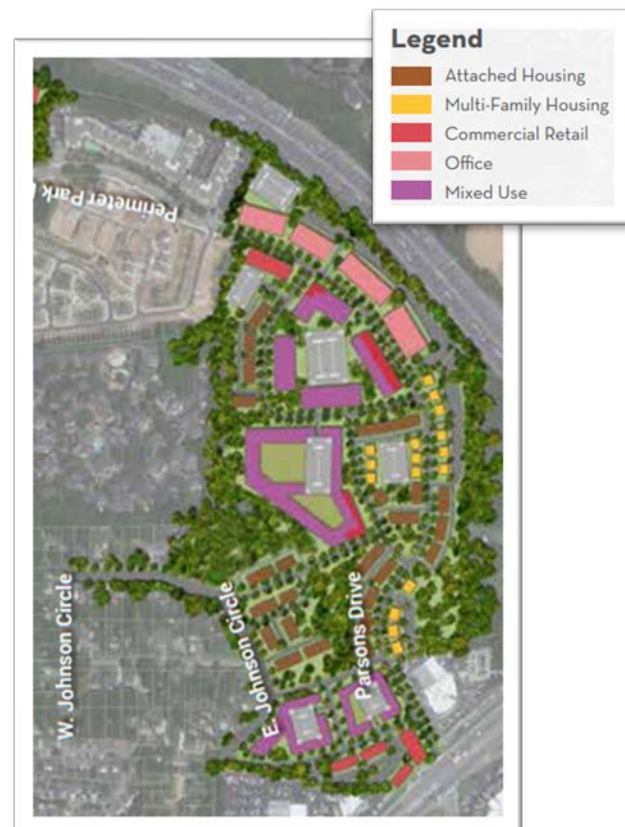 Legend
Attached Housing
Multi-Family Housing
Commercial Retail
Office
Mixed Use
Perimeter Park
W. Johnson Circle
E. Johnson Circle
Parsons Drive